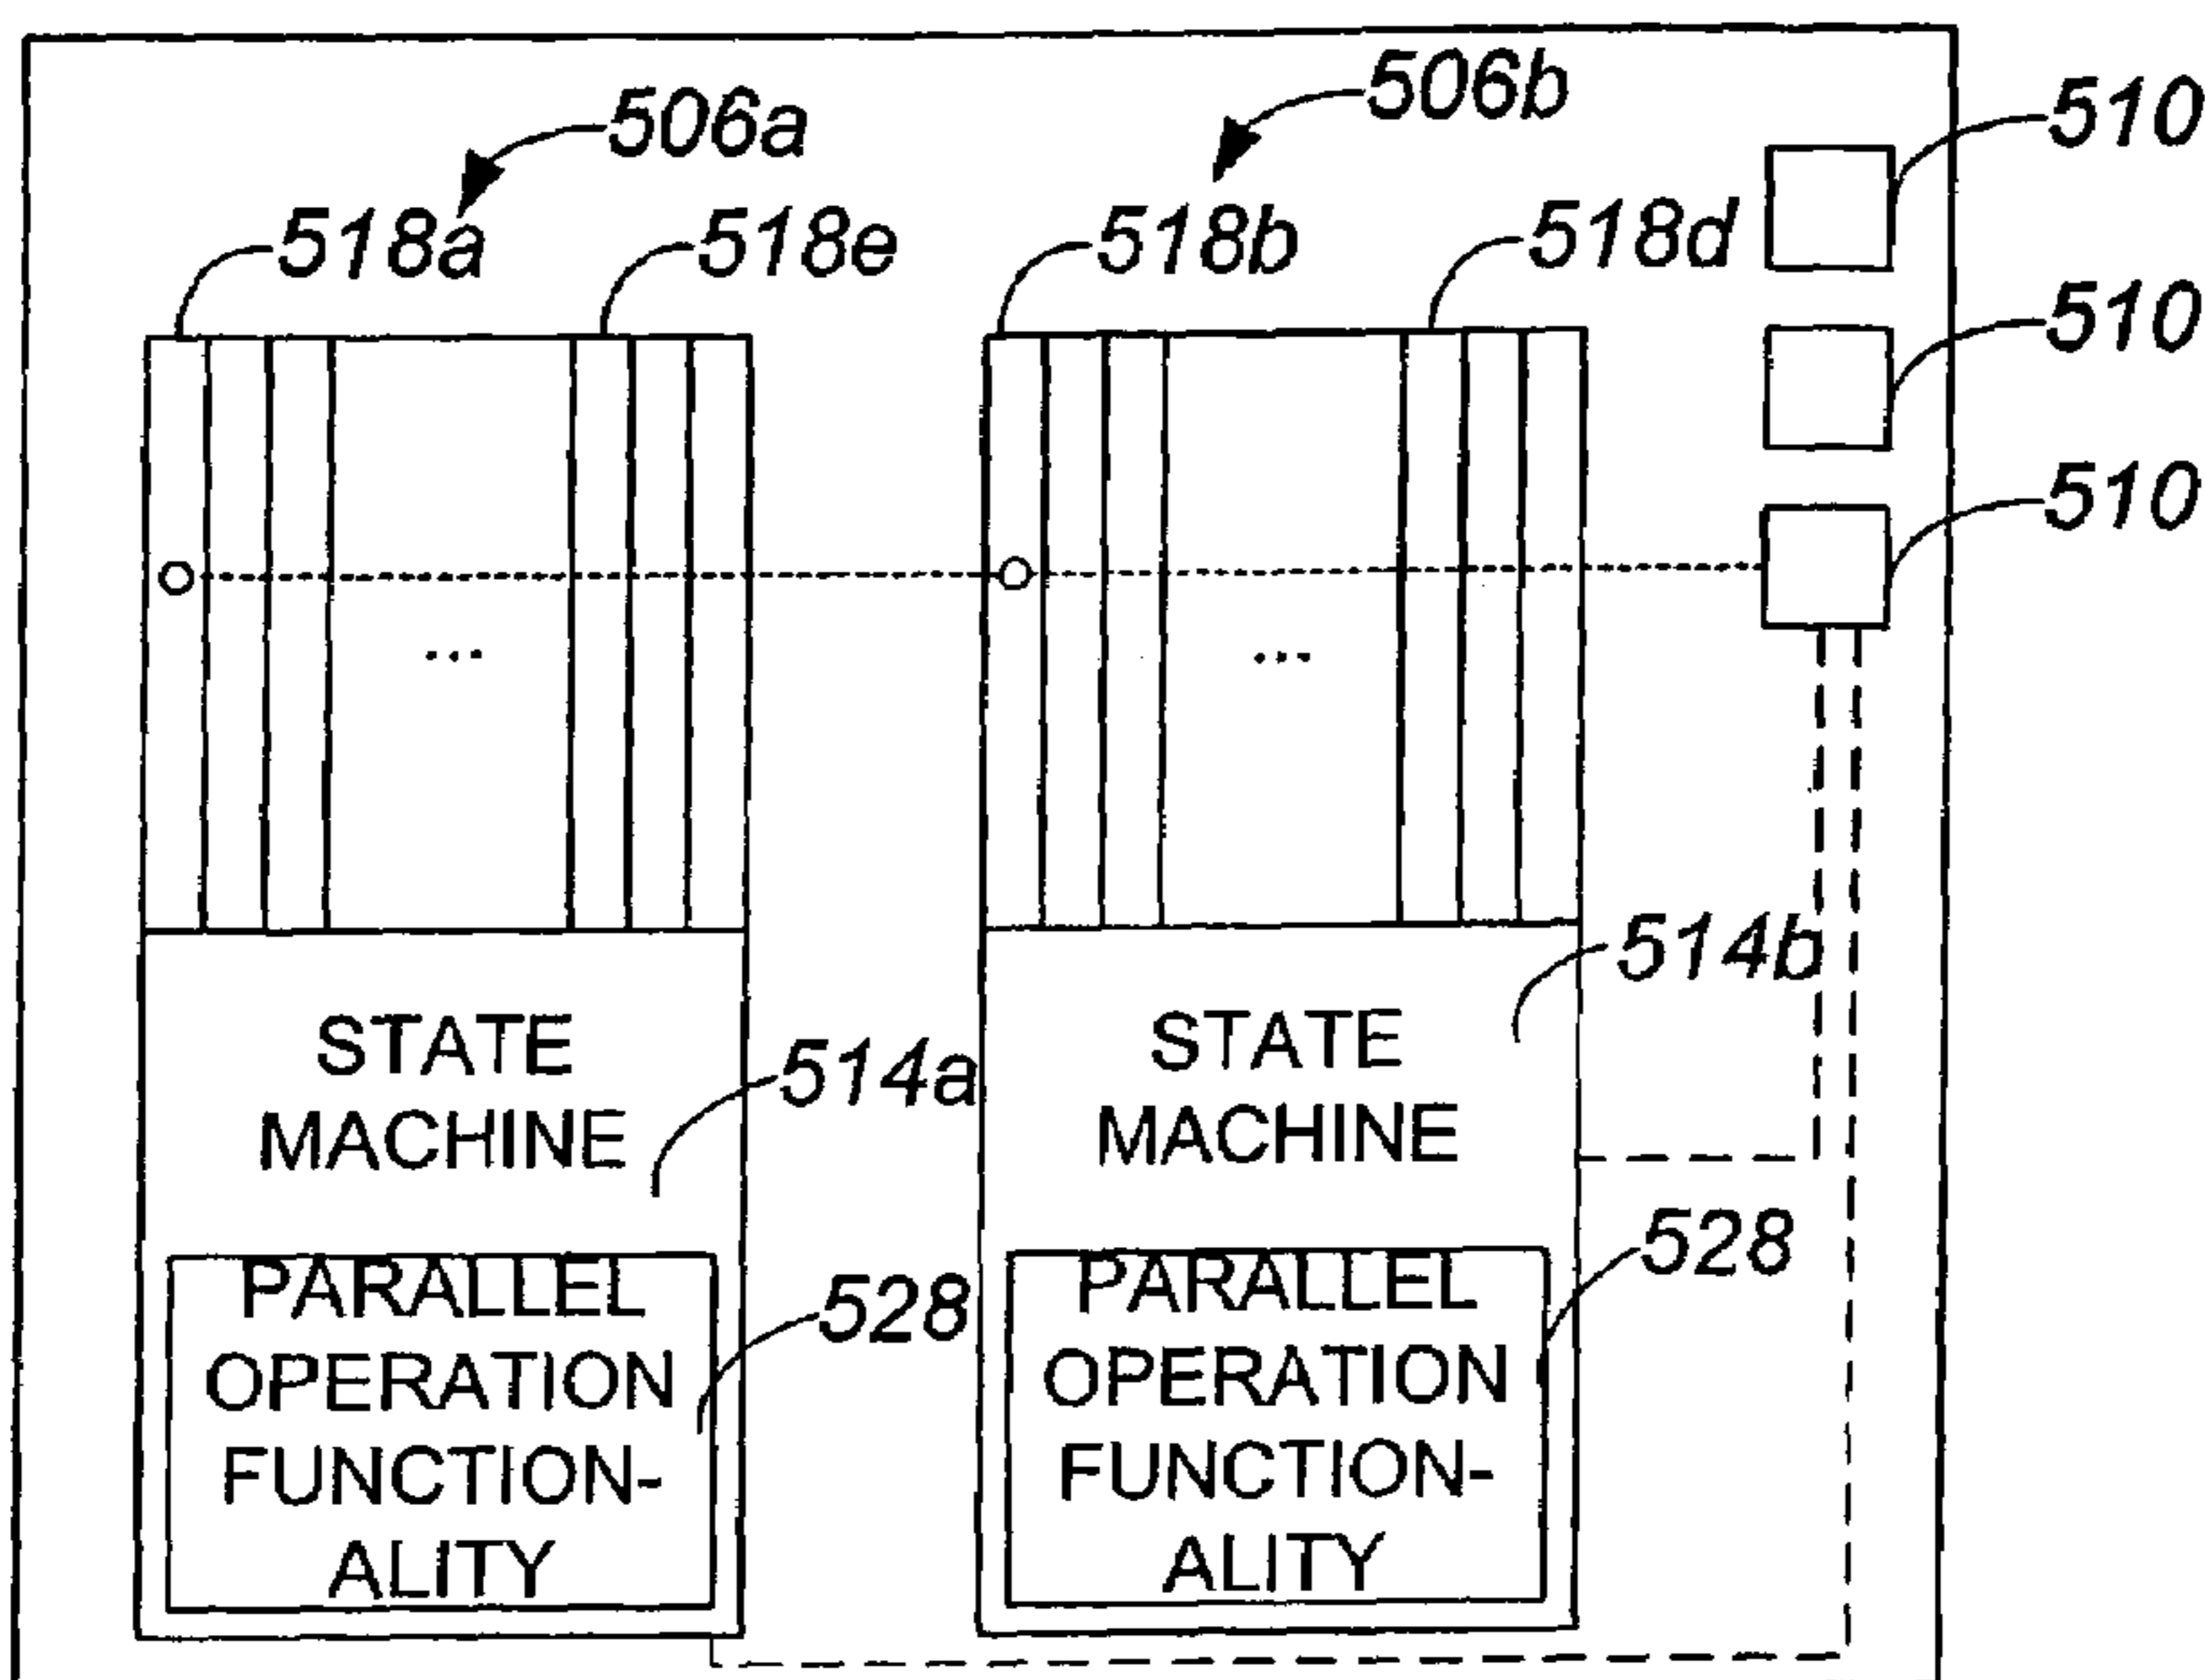 506a
506b
510
518a
518e
518b
518d
510
510
...
...
514b
STATE
MACHINE
514a
STATE
MACHINE
528
528
PARALLEL
OPERATION
FUNCTION-
ALITY
PARALLEL
OPERATION
FUNCTION-
ALITY